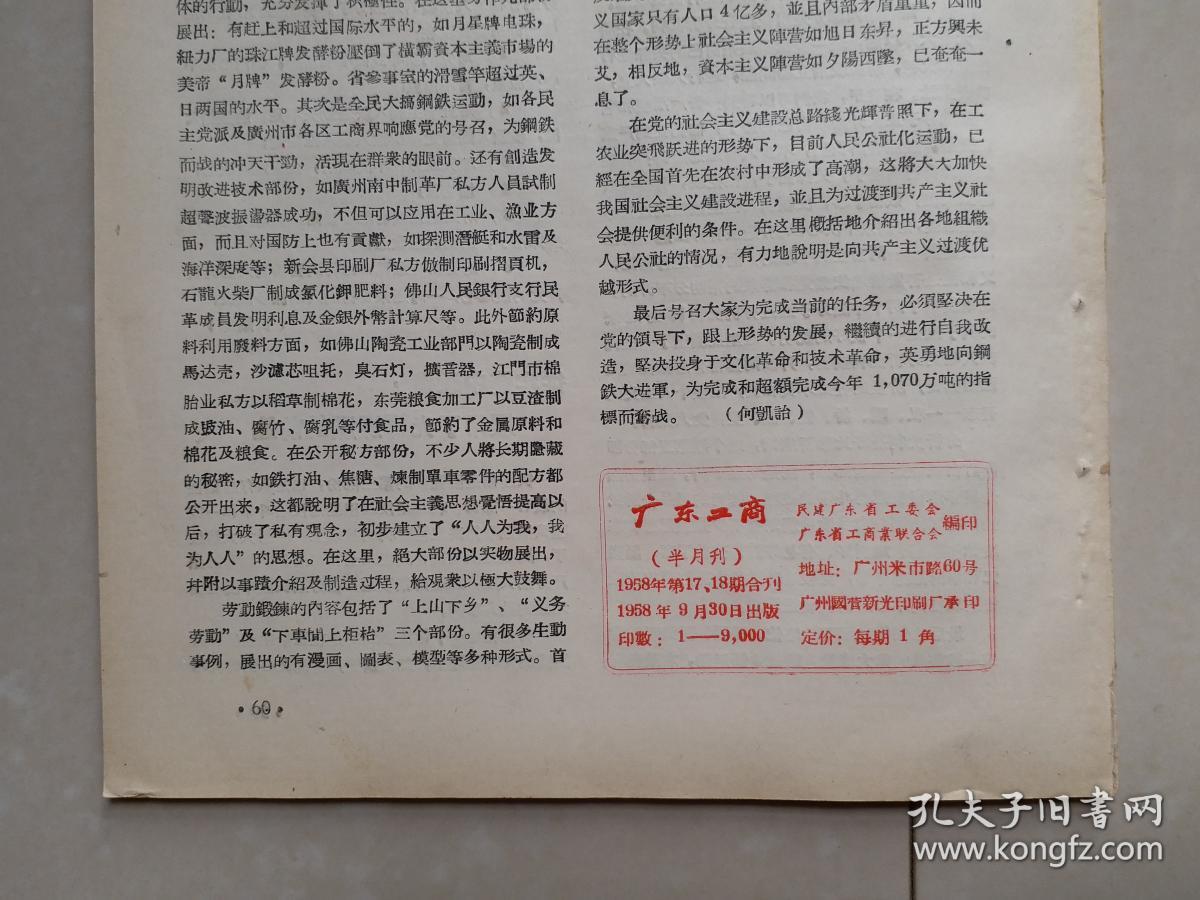 展出：有赶上和超过国际水平的，如月星牌电珠，
紐力厂的珠江牌发酵粉壓倒了橫霸資本主義市場的
美帝“月牌”发酵粉。省參事室的滑雪竿超过英、
日两国的水平。其次是全民大搞鋼鉄运動，如各民
主党派及廣州市各区工商界响應党的号召，为鋼鉄
而战的冲天干勁，活現在群衆的眼前。还有創造发
明改进技术部份，如廣州南中制革厂私方人員試制
超聲波振盪器成功，不但可以应用在工业、漁业方
面，而且对国防上也有貢獻，如探測潛艇和水雷及
海洋深度等；新会县印刷厂私方倣制印刷摺頁机，
石龍火柴厂制成氯化鉀肥料；佛山人民銀行支行民
革成員发明利息及金銀外幣計算尺等。此外節約原
料利用廢料方面，如佛山陶瓷工业部門以陶瓷制成
馬达壳，沙濾芯咀托，臭石灯，擴音器，江門市棉
胎业私方以稻草制棉花，东莞粮食加工厂以豆渣制
成豉油、腐竹、腐乳等付食品，節約了金属原料和
棉花及粮食。在公开秘方部份，不少人將长期隐藏
的秘密，如鉄打油、焦醣、煉制單車零件的配方都
公开出来，这都說明了在社会主義思想覺悟提高以
后，打破了私有观念，初步建立了“人人为我，我
为人人”的思想。在这里，絕大部份以实物展出，
幷附以事蹟介紹及制造过程，給观衆以極大鼓舞。
劳動鍛鍊的內容包括了“上山下乡”、“义务
劳動”及“下車間上柜枱”三个部份。有很多生動
事例，展出的有漫画、圖表、模型等多种形式。首
·60·
义国家只有人口4亿多，並且內部矛盾重重，因而
在整个形势上社会主义陣营如旭日东昇，正方興未
艾，相反地，資本主义陣营如夕陽西墜，已奄奄一
息了。
在党的社会主义建設总路綫光輝普照下，在工
农业突飛跃进的形势下，目前人民公社化运動，已
經在全国首先在农村中形成了高潮，这將大大加快
我国社会主义建設进程，並且为过渡到共产主义社
会提供便利的条件。在这里概括地介紹出各地組織
人民公社的情况，有力地說明是向共产主义过渡优
越形式。
最后号召大家为完成当前的任务，必須堅决在
党的領导下，跟上形势的发展，繼續的进行自我改
造，堅决投身于文化革命和技术革命，英勇地向鋼
鉄大进軍，为完成和超額完成今年1,070万吨的指
標而奮战。 （何凱詒）
广东工商
（半月刋）
1958年第17、18期合刋
1958年9月30日出版
印數：1——9,000
民建广东省工委会
广东省工商業联合会 編印
地址：广州米市路60号
广州國营新光印刷厂承印
定价：每期1角
孔夫子旧书网
www.kongfz.com